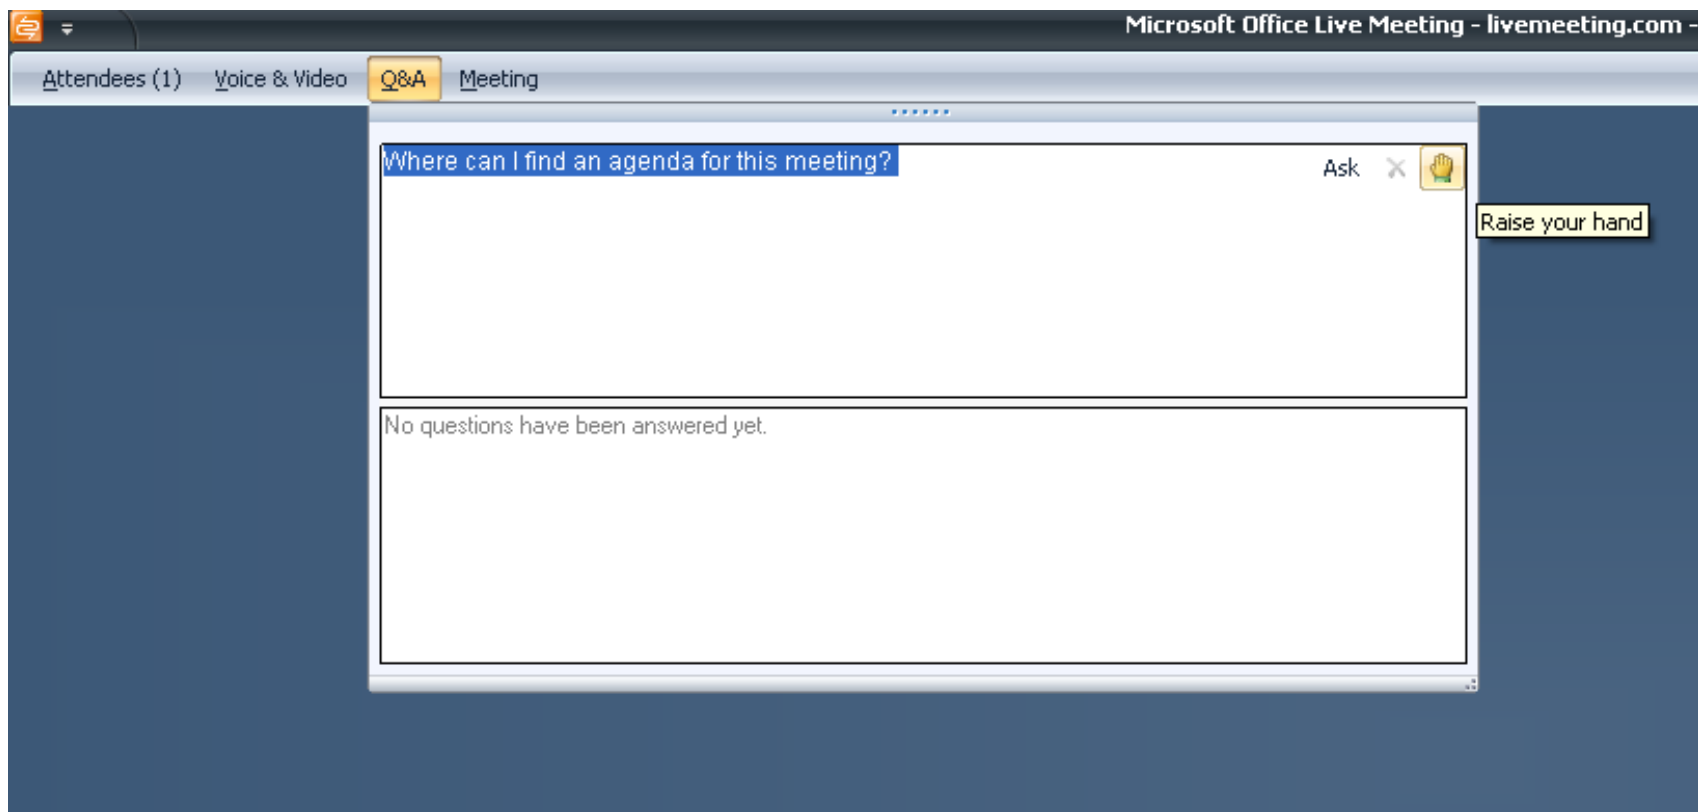 Microsoft Office Live Meeting - livemeeting.com -
Attendees (1) Voice & Video Q&A Meeting
Where can I find an agenda for this meeting?
Ask
Raise your hand
No questions have been answered yet.